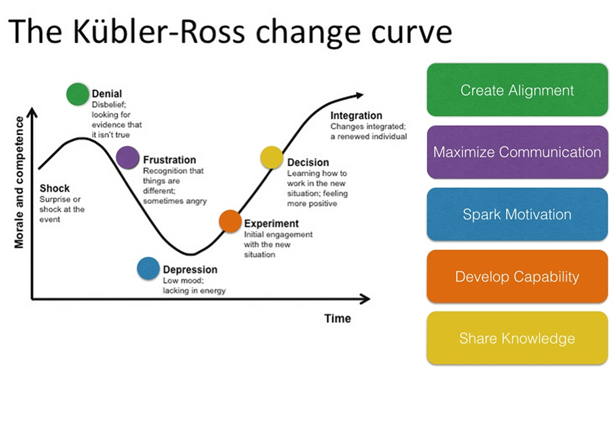 The Kübler-Ross change curve
Morale and competence
Shock
Surprise or
shock at the
event
Denial
Disbelief;
looking for
evidence that
it isn't true
Frustration
Recognition that
things are
different;
sometimes angry
Depression
Low mood;
lacking in energy
Experiment
Initial engagement
with the new
situation
Decision
Learning how to
work in the new
situation; feeling
more positive
Integration
Changes integrated;
a renewed individual
Time
Create Alignment
Maximize Communication
Spark Motivation
Develop Capability
Share Knowledge